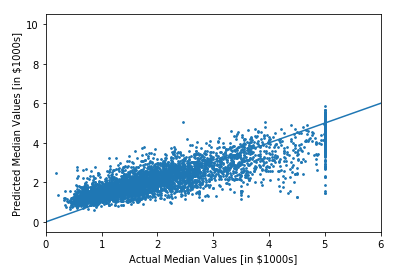 10
8
6
4
2
0
Predicted Median Values [in $1000s]
0 1 2 3 4 5 6
Actual Median Values [in $1000s]